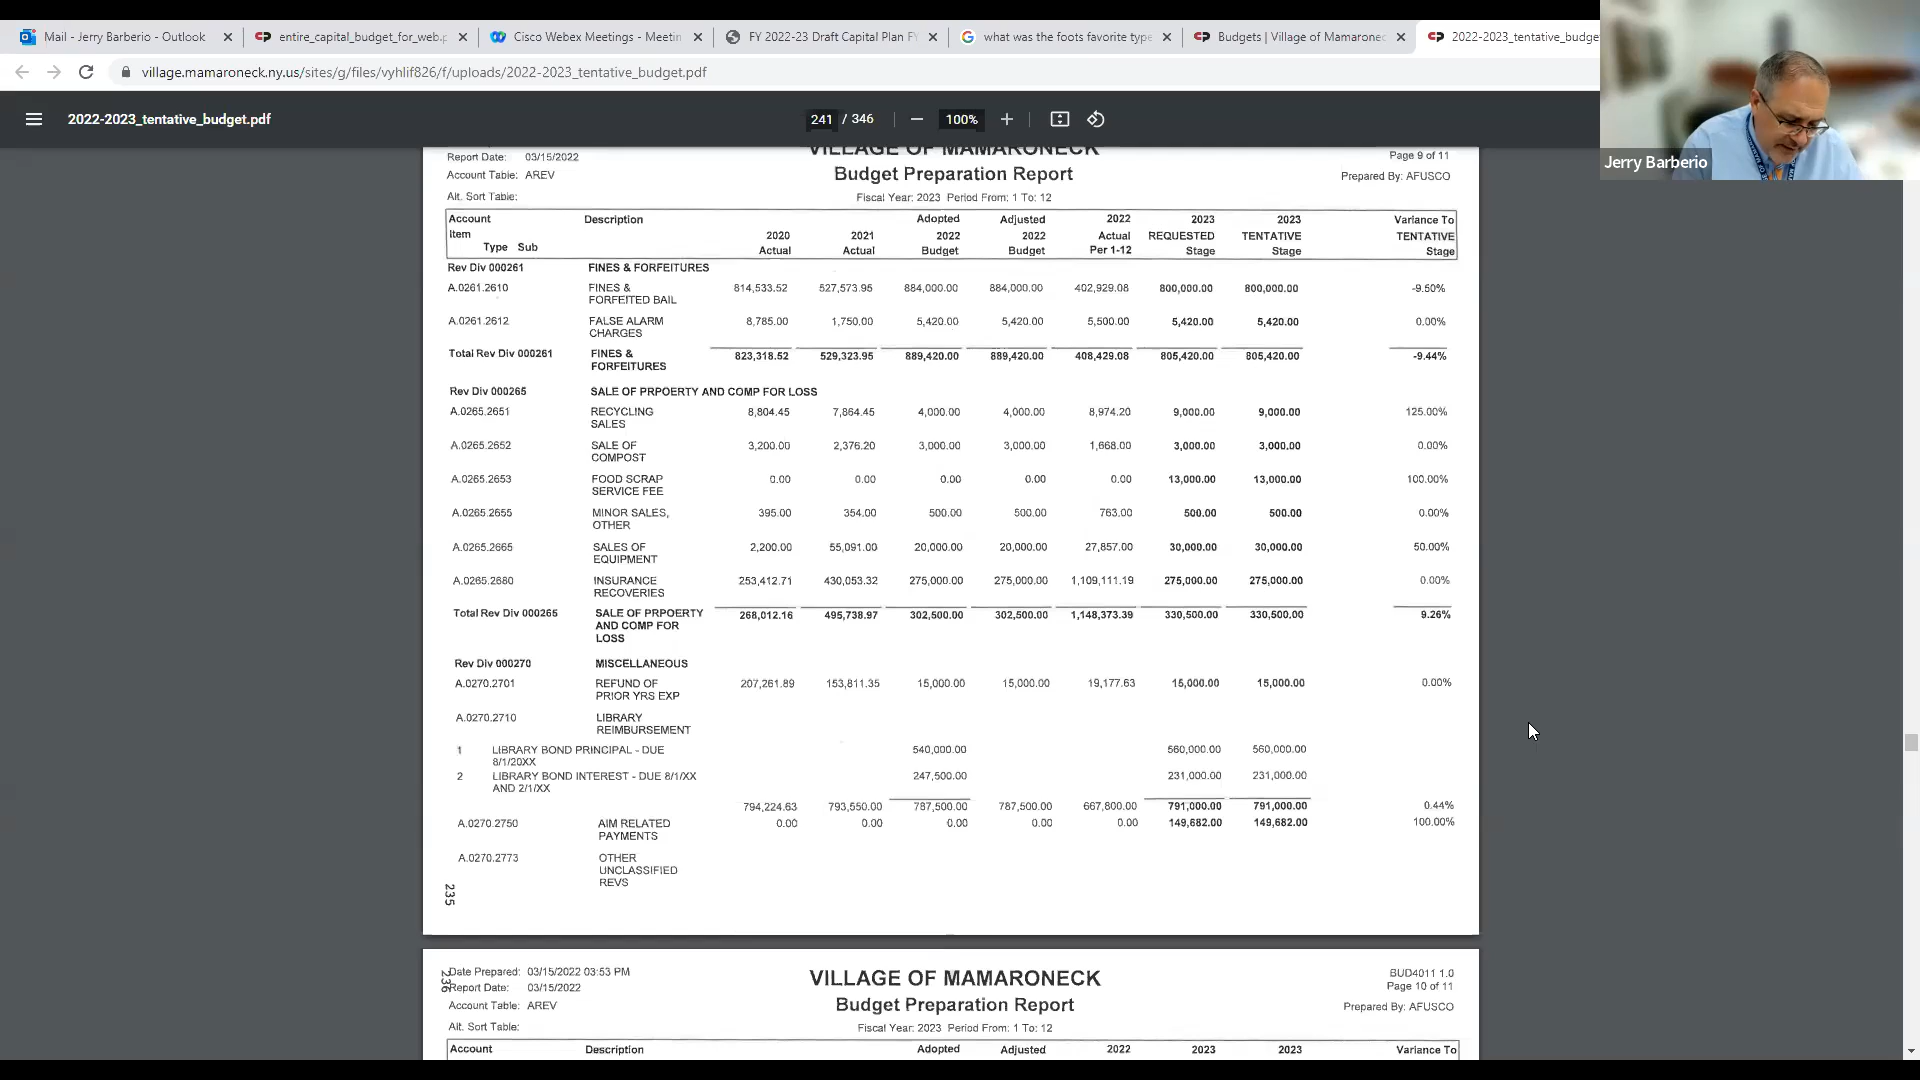 Mail - Jerry Barberio - Outlook
entire_capital_budget_for_web.p
Cisco Webex Meetings - Meetin
FY 2022-23 Draft Capital Plan FY
what was the foots favorite type
Budgets | Village of Mamaronec
2022-2023_tentative_budge
village.mamaroneck.ny.us/sites/g/files/vyhlif826/f/uploads/2022-2023_tentative_budget.pdf
2022-2023_tentative_budget.pdf
241 / 346
100%
Jerry Barberio
VILLAGE OF MAMARONECK
Report Date: 03/15/2022
Page 9 of 11
Account Table: AREV
Budget Preparation Report
Prepared By: AFUSCO
Alt. Sort Table:
Fiscal Year: 2023 Period From: 1 To: 12
Account Description Adopted Adjusted 2022 2023 2023 Variance To
Item 2020 2021 2022 2022 Actual REQUESTED TENTATIVE TENTATIVE
Type Sub Actual Actual Budget Budget Per 1-12 Stage Stage Stage
Rev Div 000261 FINES & FORFEITURES
A.0261.2610 FINES & 814,533.52 527,573.95 884,000.00 884,000.00 402,929.08 800,000.00 800,000.00 -9.50%
FORFEITED BAIL
A.0261.2612 FALSE ALARM 8,785.00 1,750.00 5,420.00 5,420.00 5,500.00 5,420.00 5,420.00 0.00%
CHARGES
Total Rev Div 000261 FINES & 823,318.52 529,323.95 889,420.00 889,420.00 408,429.08 805,420.00 805,420.00 -9.44%
FORFEITURES
Rev Div 000265 SALE OF PRPOERTY AND COMP FOR LOSS
A.0265.2651 RECYCLING 8,804.45 7,864.45 4,000.00 4,000.00 8,974.20 9,000.00 9,000.00 125.00%
SALES
A.0265.2652 SALE OF 3,200.00 2,376.20 3,000.00 3,000.00 1,668.00 3,000.00 3,000.00 0.00%
COMPOST
A.0265.2653 FOOD SCRAP 0.00 0.00 0.00 0.00 0.00 13,000.00 13,000.00 100.00%
SERVICE FEE
A.0265.2655 MINOR SALES, 395.00 354.00 500.00 500.00 763.00 500.00 500.00 0.00%
OTHER
A.0265.2665 SALES OF 2,200.00 55,091.00 20,000.00 20,000.00 27,857.00 30,000.00 30,000.00 50.00%
EQUIPMENT
A.0265.2680 INSURANCE 253,412.71 430,053.32 275,000.00 275,000.00 1,109,111.19 275,000.00 275,000.00 0.00%
RECOVERIES
Total Rev Div 000265 SALE OF PRPOERTY 268,012.16 495,738.97 302,500.00 302,500.00 1,148,373.39 330,500.00 330,500.00 9.26%
AND COMP FOR
LOSS
Rev Div 000270 MISCELLANEOUS
A.0270.2701 REFUND OF 207,261.89 153,811.35 15,000.00 15,000.00 19,177.63 15,000.00 15,000.00 0.00%
PRIOR YRS EXP
A.0270.2710 LIBRARY
REIMBURSEMENT
1 LIBRARY BOND PRINCIPAL - DUE 540,000.00 560,000.00 560,000.00
8/1/20XX
2 LIBRARY BOND INTEREST - DUE 8/1/XX 247,500.00 231,000.00 231,000.00
AND 2/1/XX
794,224.63 793,550.00 787,500.00 787,500.00 667,800.00 791,000.00 791,000.00 0.44%
A.0270.2750 AIM RELATED 0.00 0.00 0.00 0.00 0.00 149,682.00 149,682.00 100.00%
PAYMENTS
A.0270.2773 OTHER
UNCLASSIFIED
REVS
235
236
Date Prepared: 03/15/2022 03:53 PM
VILLAGE OF MAMARONECK
BUD4011 1.0
Report Date: 03/15/2022
Page 10 of 11
Account Table: AREV
Budget Preparation Report
Prepared By: AFUSCO
Alt. Sort Table:
Fiscal Year: 2023 Period From: 1 To: 12
Account Description Adopted Adjusted 2022 2023 2023 Variance To